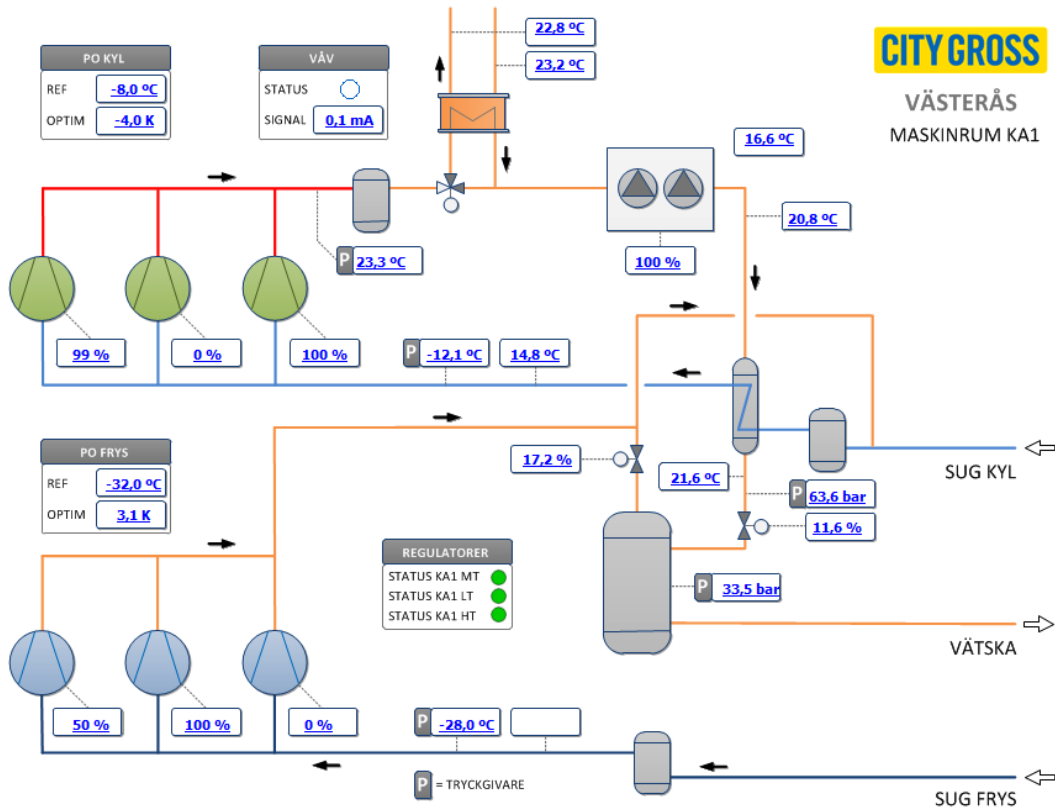 22,8 ºC
23,2 ºC
CITY GROSS
VÄSTERÅS
MASKINRUM KA1
PO KYL
REF -8,0 ºC
OPTIM -4,0 K
VÅV
STATUS
SIGNAL 0,1 mA
16,6 ºC
20,8 ºC
P 23,3 ºC
100 %
99 %
0 %
100 %
P -12,1 ºC
14,8 ºC
PO FRYS
REF -32,0 ºC
OPTIM 3,1 K
17,2 %
21,6 ºC
SUG KYL
P 63,6 bar
11,6 %
REGULATORER
STATUS KA1 MT
STATUS KA1 LT
STATUS KA1 HT
P 33,5 bar
VÄTSKA
50 %
100 %
0 %
P -28,0 ºC
P = TRYCKGIVARE
SUG FRYS